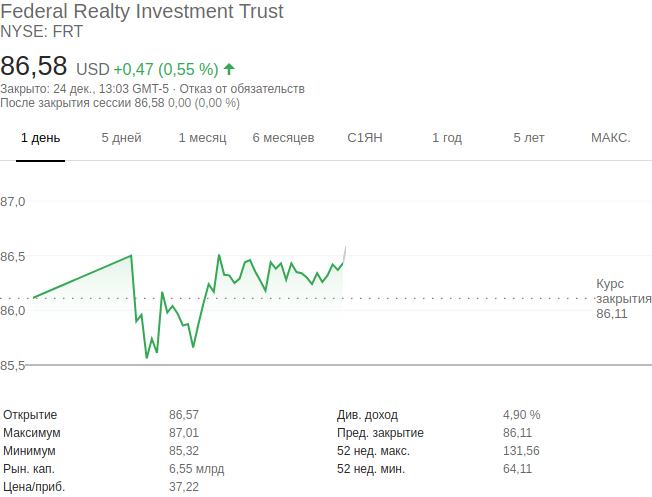 Federal Realty Investment Trust
NYSE: FRT
86,58 USD +0,47 (0,55 %)
Закрыто: 24 дек., 13:03 GMT-5 · Отказ от обязательств
После закрытия сессии 86,58 0,00 (0,00 %)
1 день 5 дней 1 месяц 6 месяцев С1ЯН 1 год 5 лет МАКС.
87,0
86,5
86,0
85,5
Курс
закрытия
86,11
Открытие 86,57 Див. доход 4,90 %
Максимум 87,01 Пред. закрытие 86,11
Минимум 85,32 52 нед. макс. 131,56
Рын. кап. 6,55 млрд 52 нед. мин. 64,11
Цена/приб. 37,22